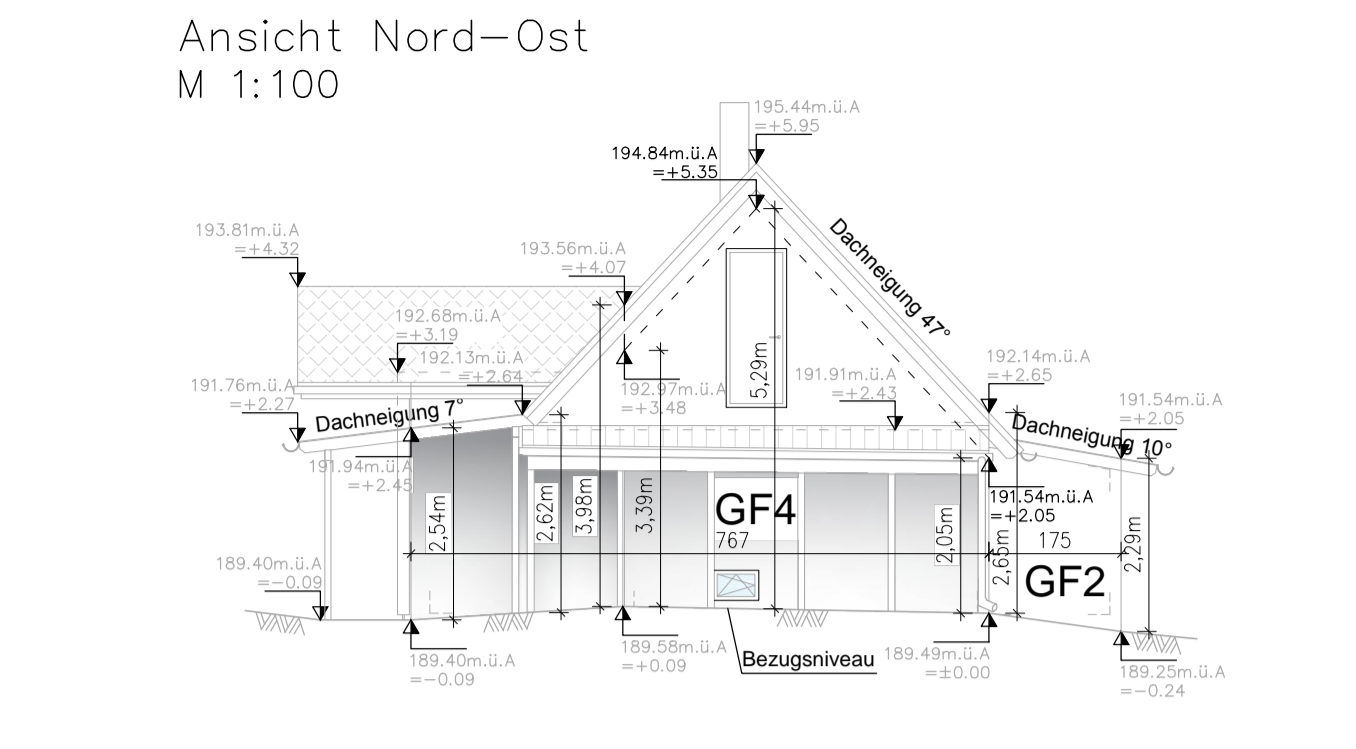 Ansicht Nord-Ost
M 1:100
195.44m.ü.A
=+5.95
194.84m.ü.A
=+5.35
193.81m.ü.A
=+4.32
193.56m.ü.A
=+4.07
Dachneigung 47°
192.68m.ü.A
=+3.19
192.13m.ü.A
=+2.64
192.14m.ü.A
=+2.65
191.76m.ü.A
=+2.27
192.97m.ü.A
=+3.48
5,29m
191.91m.ü.A
=+2.43
191.54m.ü.A
=+2.05
Dachneigung 7°
Dachneigung 10°
191.94m.ü.A
=+2.45
2,54m
2,62m
3,98m
3,39m
GF4
767
2,05m
191.54m.ü.A
=+2.05
2,65m
175
2,29m
GF2
189.40m.ü.A
=-0.09
189.40m.ü.A
=-0.09
189.58m.ü.A
=+0.09
Bezugsniveau
189.49m.ü.A
=±0.00
189.25m.ü.A
=-0.24